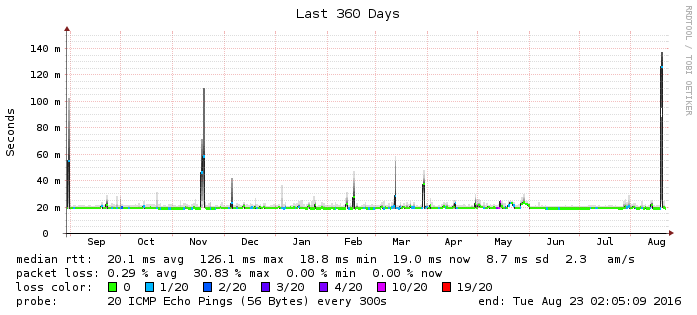 Last 360 Days
RRDTOOL / TOBI OETIKER
Seconds
140 m
120 m
100 m
80 m
60 m
40 m
20 m
0
Sep Oct Nov Dec Jan Feb Mar Apr May Jun Jul Aug
median rtt: 20.1 ms avg 126.1 ms max 18.8 ms min 19.0 ms now 8.7 ms sd 2.3 am/s
packet loss: 0.29 % avg 30.83 % max 0.00 % min 0.00 % now
loss color: 0 1/20 2/20 3/20 4/20 10/20 19/20
probe: 20 ICMP Echo Pings (56 Bytes) every 300s end: Tue Aug 23 02:05:09 2016